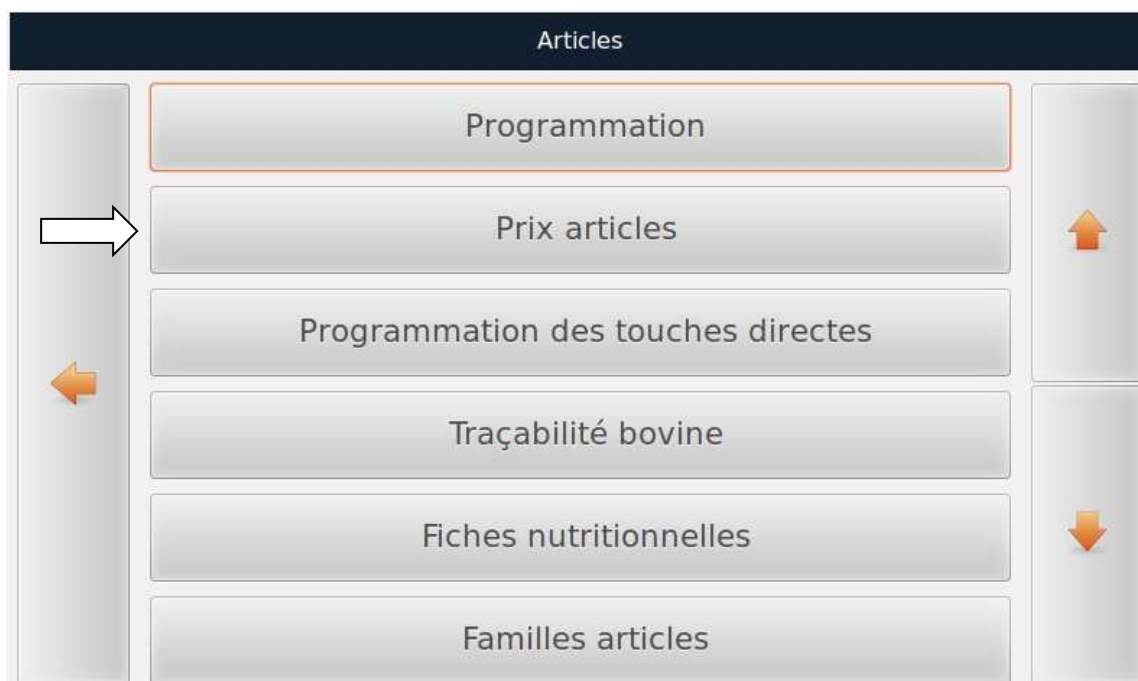 Articles
Programmation
Prix articles
Programmation des touches directes
Traçabilité bovine
Fiches nutritionnelles
Familles articles